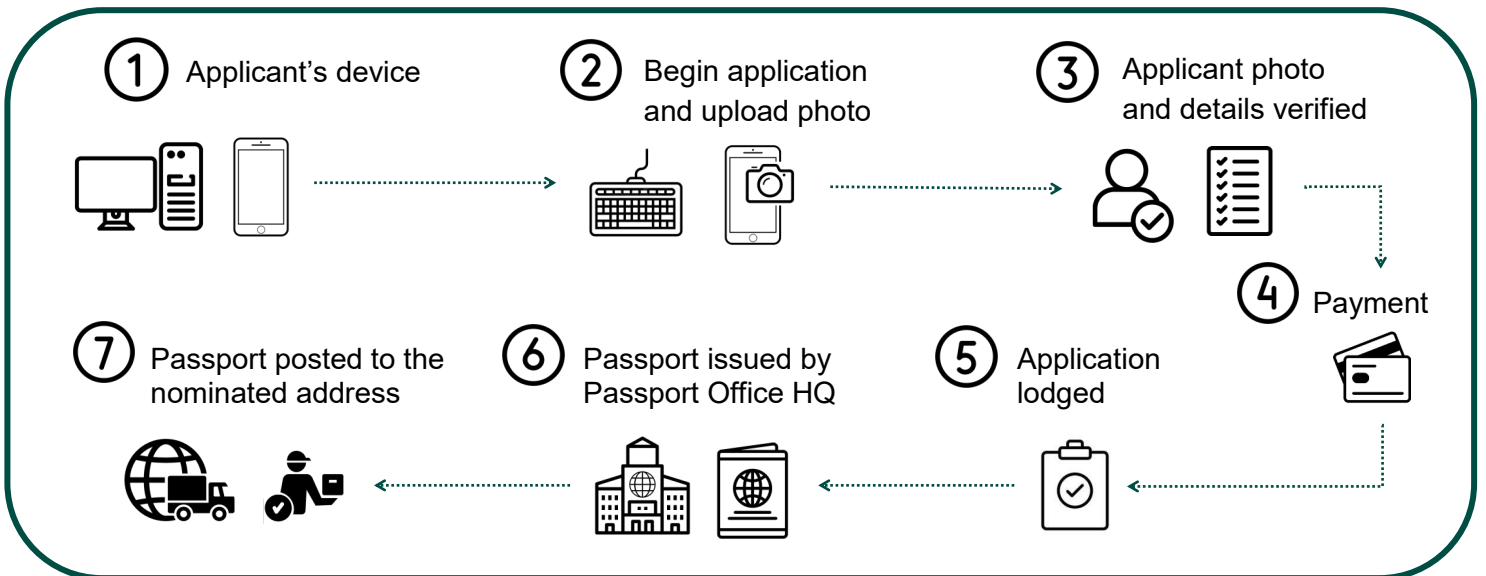 1 Applicant’s device
2 Begin application
and upload photo
3 Applicant photo
and details verified
4 Payment
5 Application
lodged
6 Passport issued by
Passport Office HQ
7 Passport posted to the
nominated address